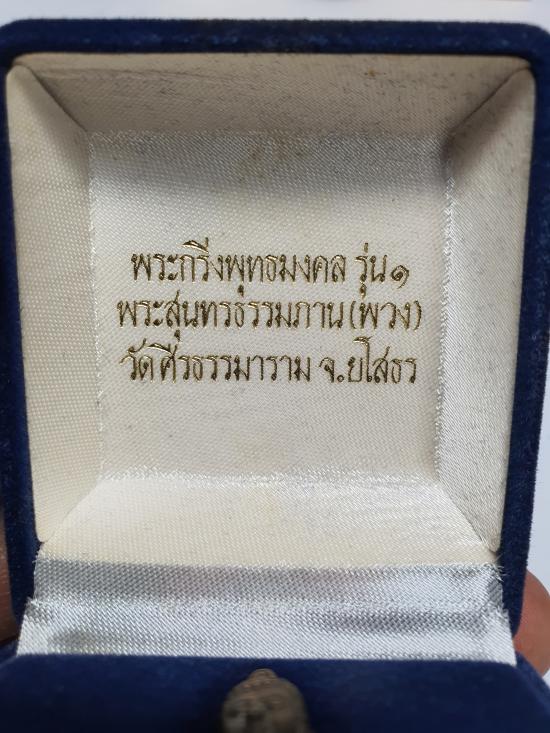 พระกริ่งพุทธมงคล รุ่น๑
พระสุนทรธรรมภาน(พวง)
วัดศรีธรรมาราม จ.ยโสธร